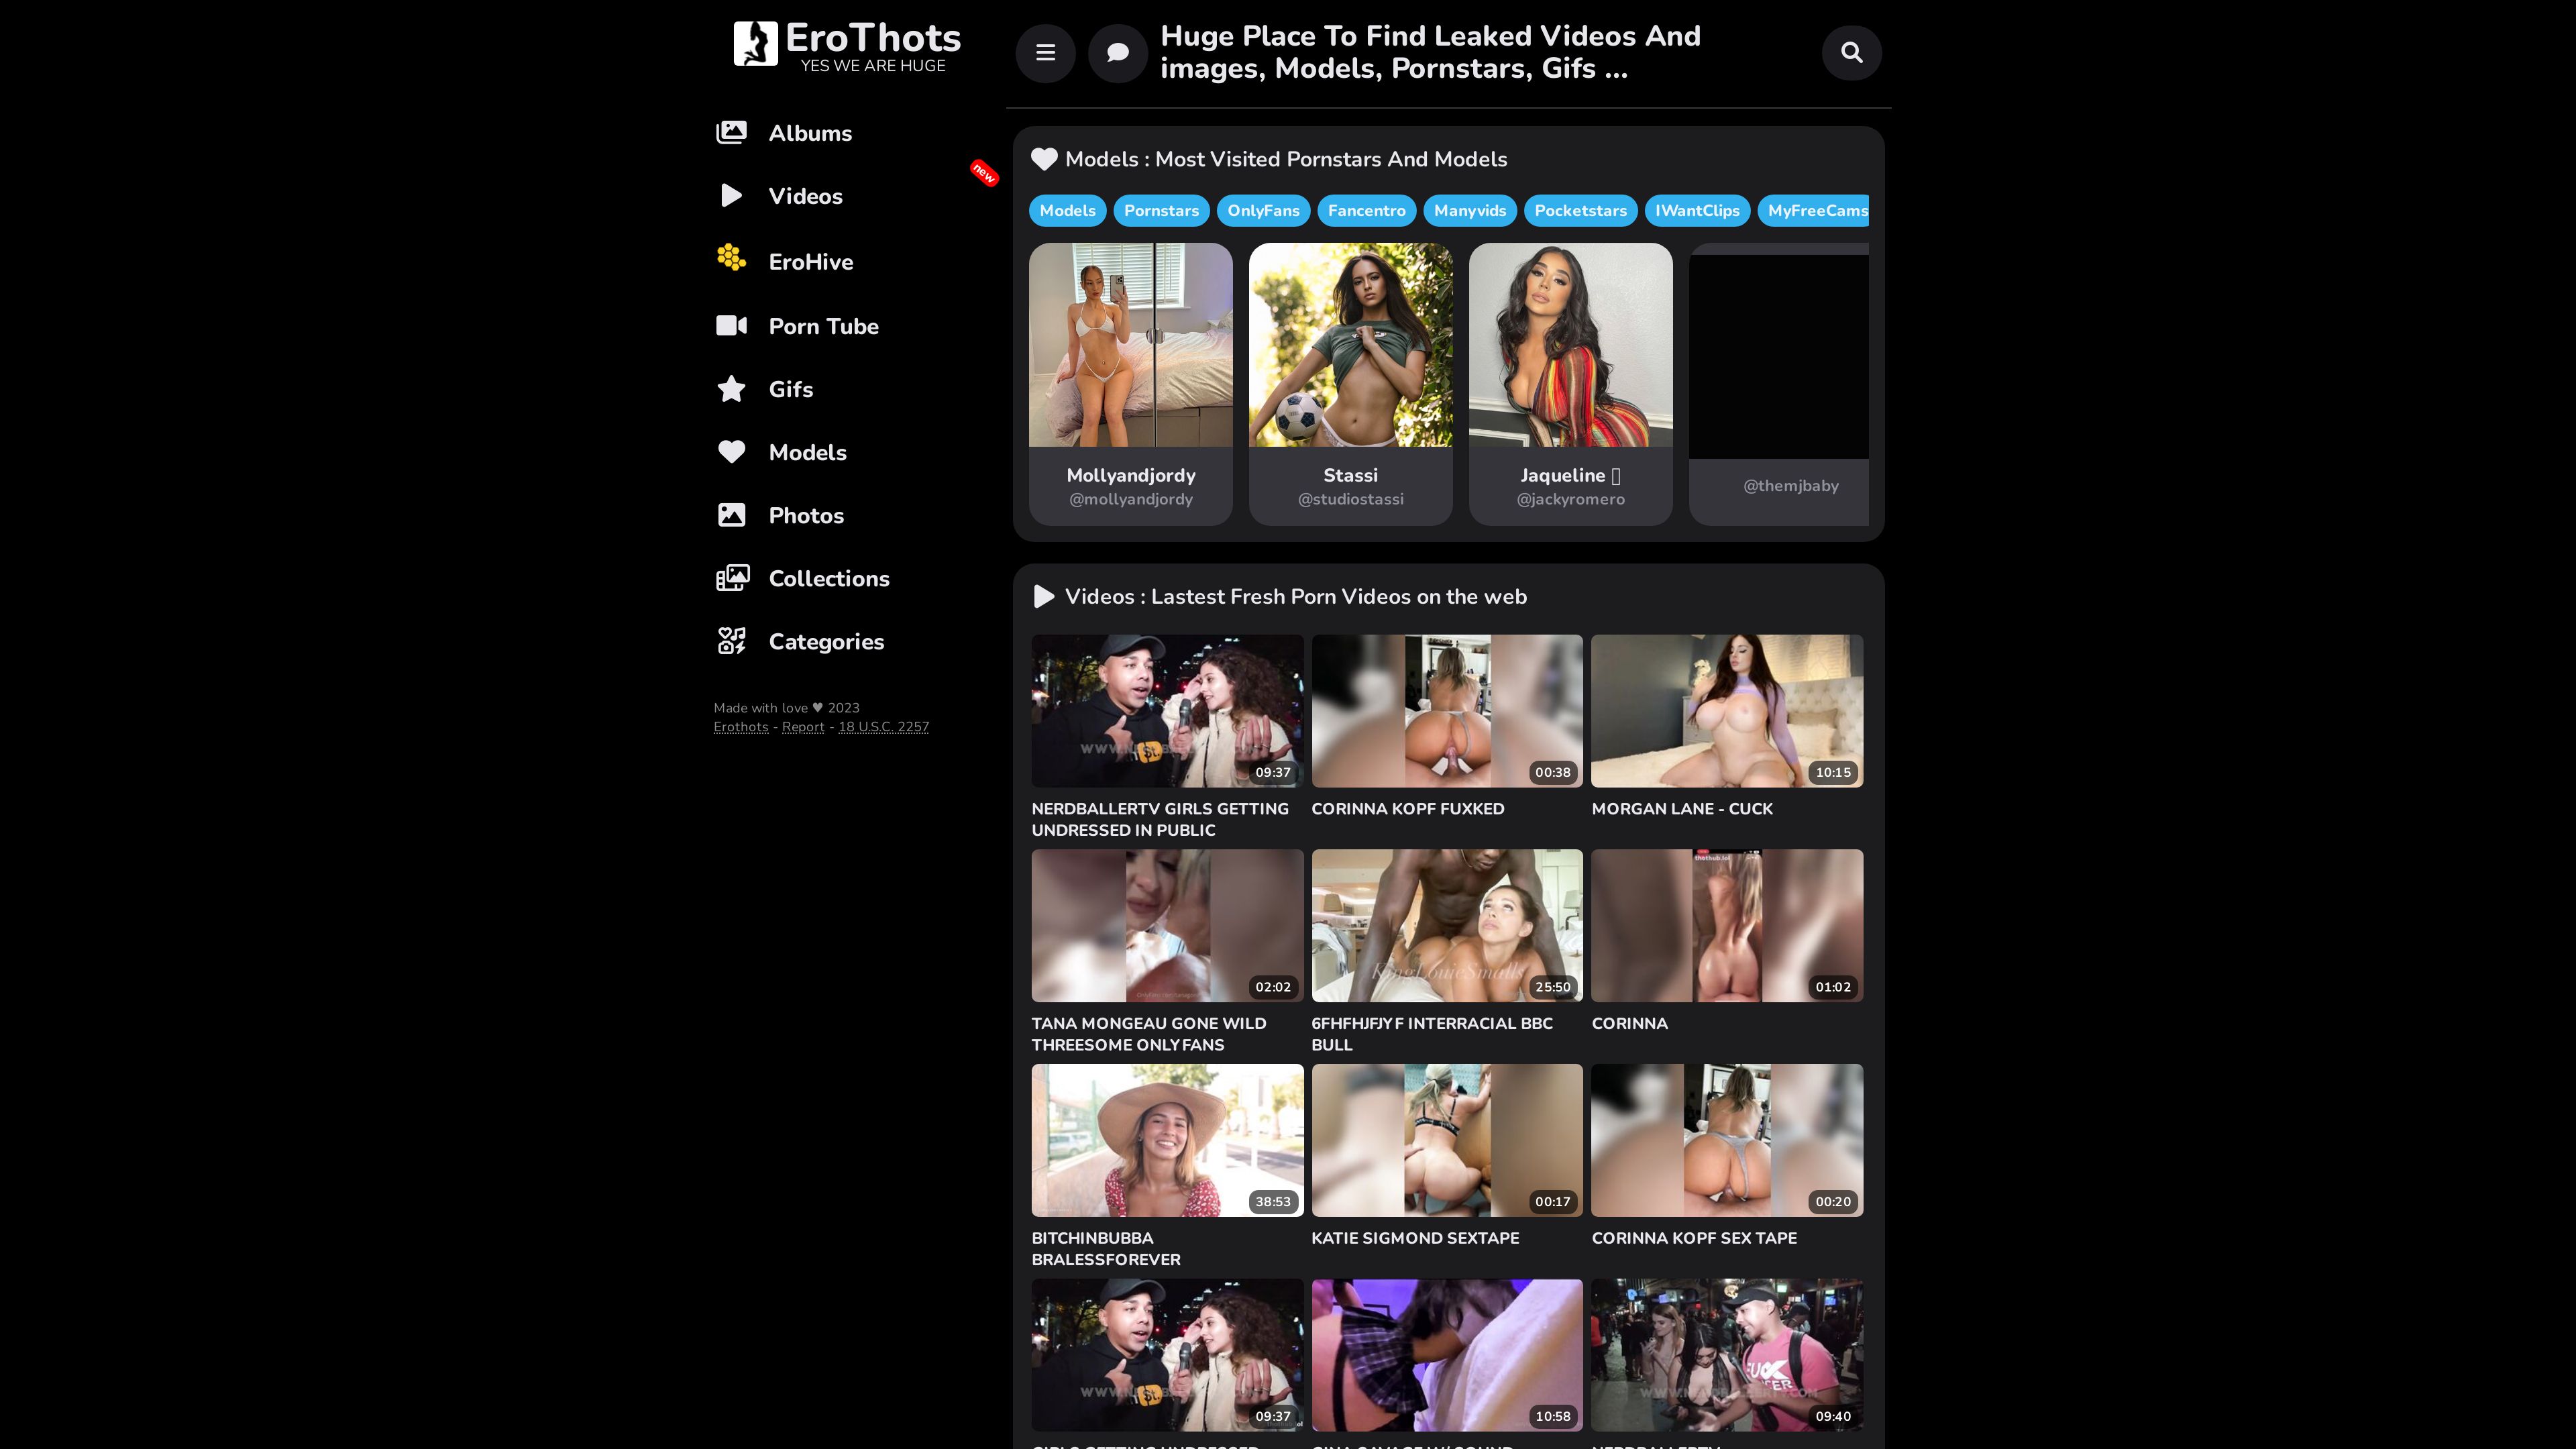 EroThots
YES WE ARE HUGE
Albums
new
Videos
EroHive
Porn Tube
Gifs
Models
Photos
Collections
Categories
Made with love ♥ 2023
Erothots - Report - 18 U.S.C. 2257
Huge Place To Find Leaked Videos And
images, Models, Pornstars, Gifs ...
Models : Most Visited Pornstars And Models
Models Pornstars OnlyFans Fancentro Manyvids Pocketstars IWantClips MyFreeCams
Mollyandjordy
@mollyandjordy
Stassi
@studiostassi
Jaqueline
@jackyromero
@themjbaby
Videos : Lastest Fresh Porn Videos on the web
09:37
00:38
10:15
NERDBALLERTV GIRLS GETTING
UNDRESSED IN PUBLIC
CORINNA KOPF FUXKED
MORGAN LANE - CUCK
thothub.lol
02:02
KingLouieSmalls
25:50
01:02
TANA MONGEAU GONE WILD
THREESOME ONLYFANS
6FHFHJFJYF INTERRACIAL BBC
BULL
CORINNA
38:53
00:17
00:20
BITCHINBUBBA
BRALESSFOREVER
KATIE SIGMOND SEXTAPE
CORINNA KOPF SEX TAPE
09:37
10:58
09:40